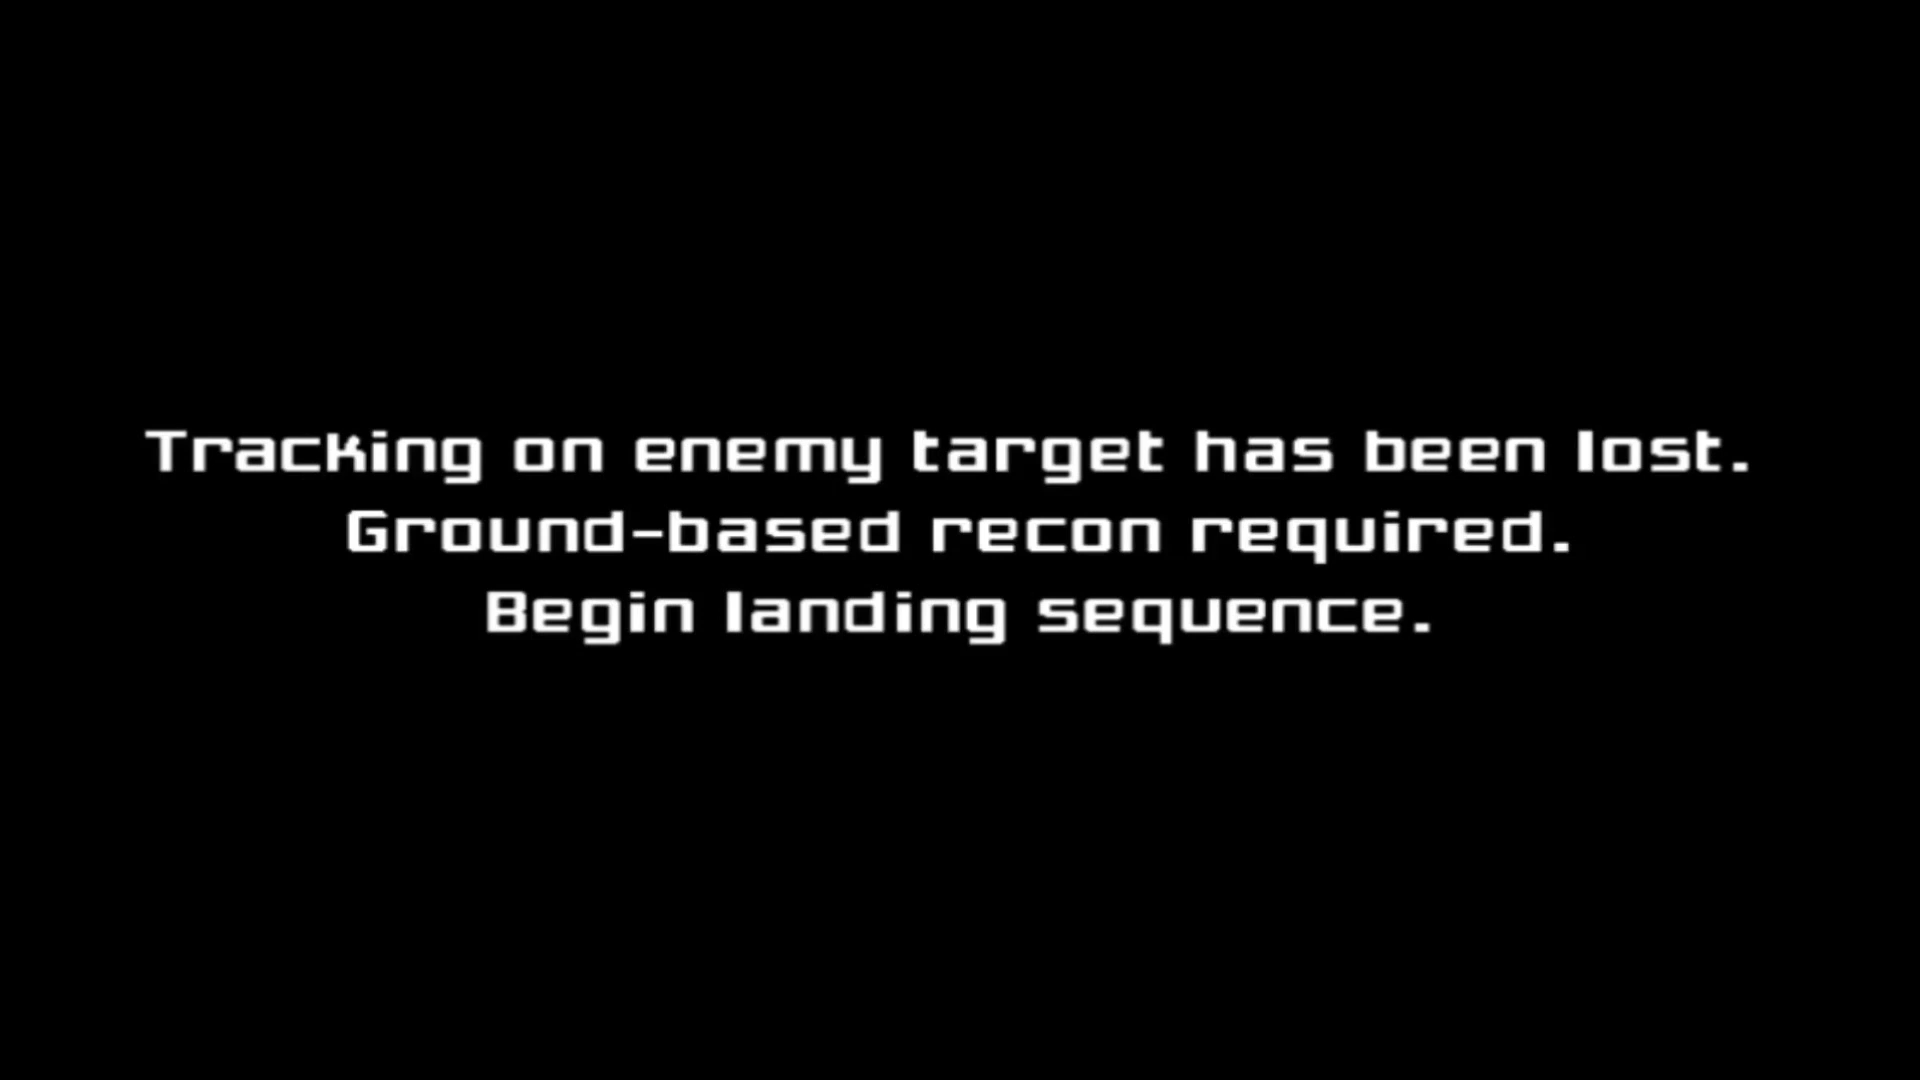 Tracking on enemy target has been lost.
Ground-based recon required.
Begin landing sequence.